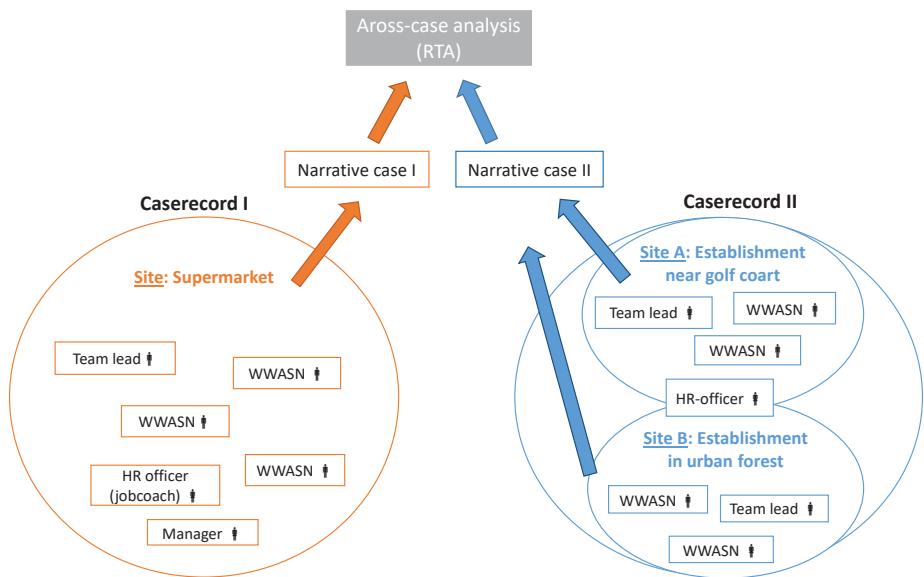 Aross-case analysis
(RTA)
Narrative case I
Narrative case II
Caserecord I
Caserecord II
Site: Supermarket
Team lead
WWASN
WWASN
WWASN
HR officer
(jobcoach)
Manager
Site A: Establishment
near golf coart
Team lead
WWASN
WWASN
HR-officer
Site B: Establishment
in urban forest
WWASN
Team lead
WWASN